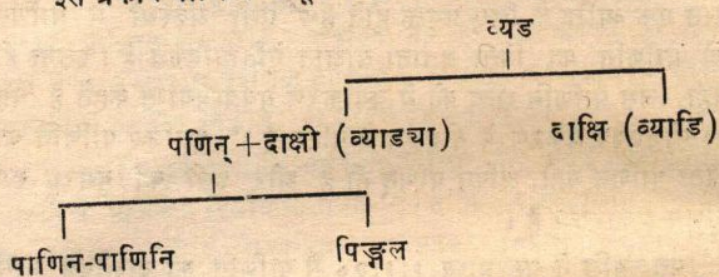 व्यड
पणिन् + दाक्षी (व्याड्या) दाक्षि (व्याडि)
पाणिन-पाणिनि पिङ्गल